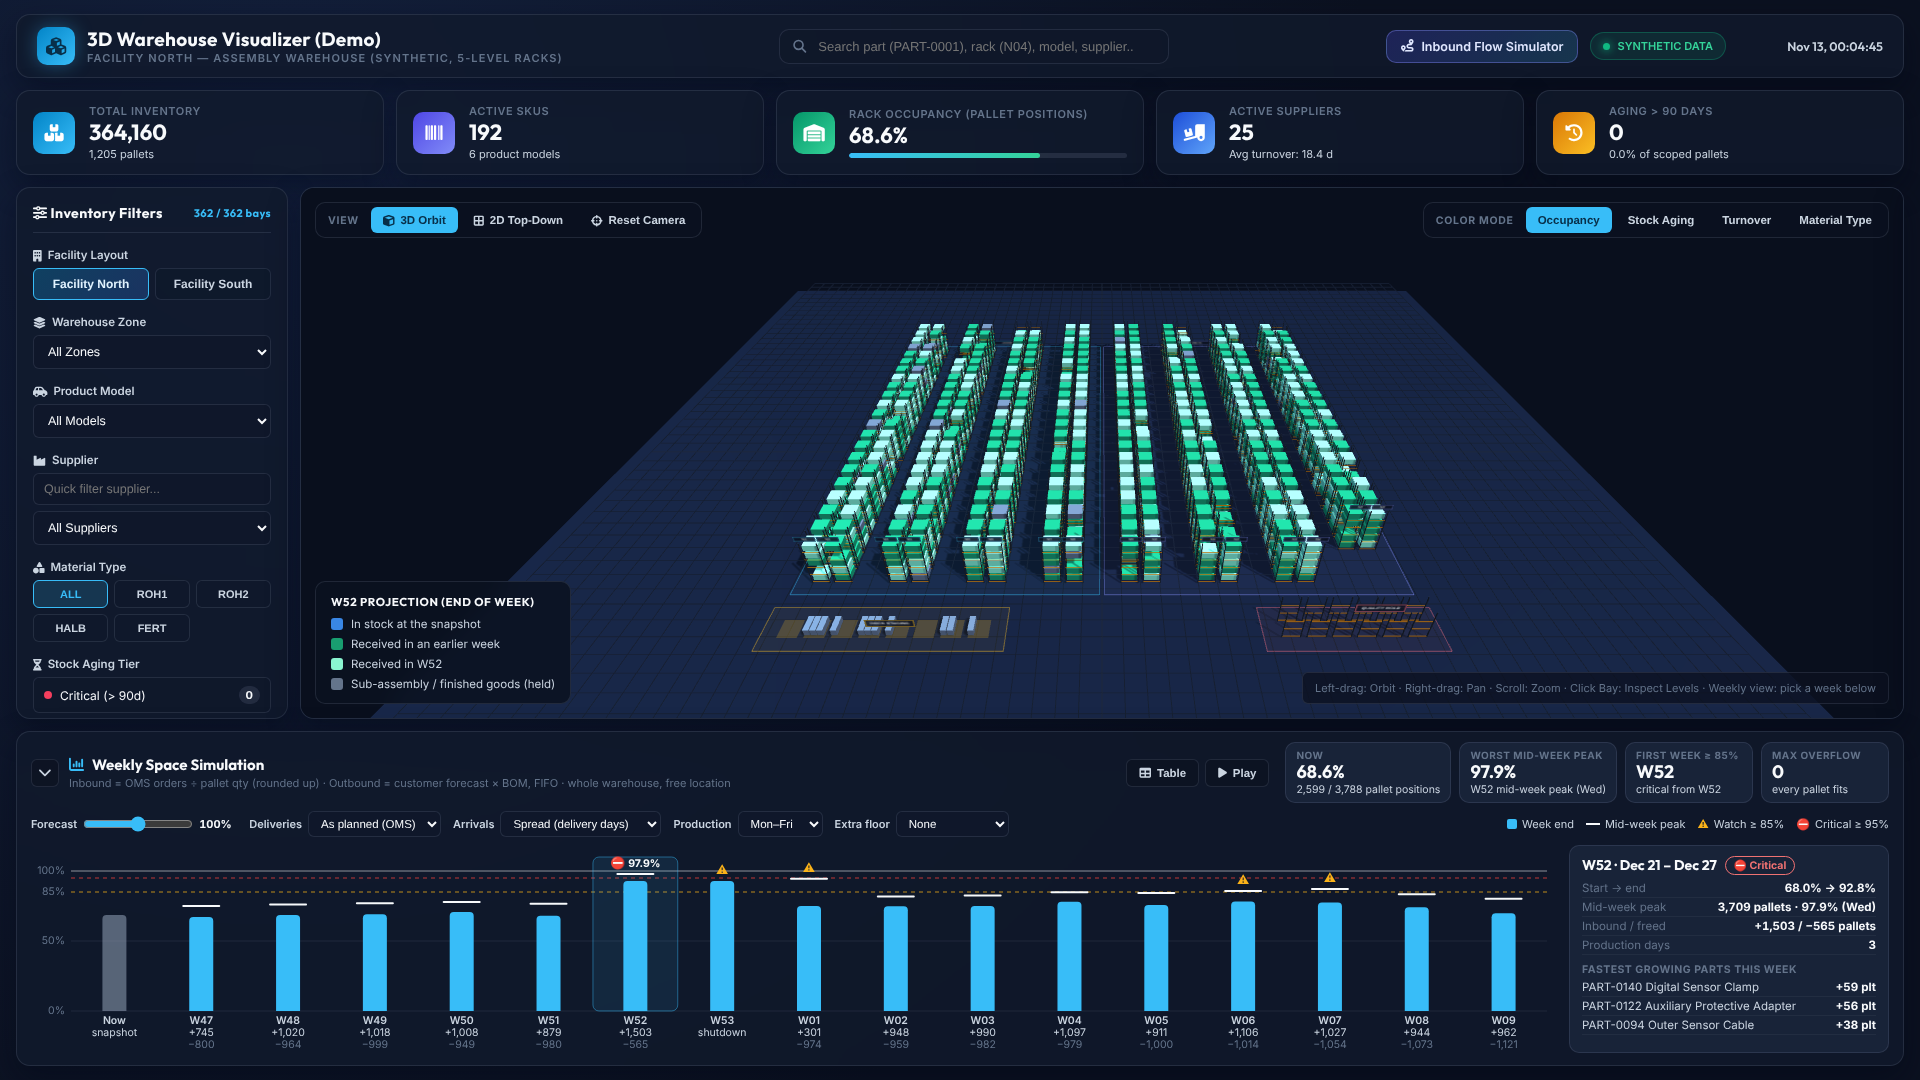 3D Warehouse Visualizer (Demo)
FACILITY NORTH — ASSEMBLY WAREHOUSE (SYNTHETIC, 5-LEVEL RACKS)
Search part (PART-0001), rack (N04), model, supplier..
Inbound Flow Simulator
SYNTHETIC DATA
Nov 13, 00:04:45
TOTAL INVENTORY
364,160
1,205 pallets
ACTIVE SKUS
192
6 product models
RACK OCCUPANCY (PALLET POSITIONS)
68.6%
ACTIVE SUPPLIERS
25
Avg turnover: 18.4 d
AGING > 90 DAYS
0
0.0% of scoped pallets
Inventory Filters
362 / 362 bays
Facility Layout
Facility North
Facility South
Warehouse Zone
All Zones
Product Model
All Models
Supplier
Quick filter supplier...
All Suppliers
Material Type
ALL
ROH1
ROH2
HALB
FERT
Stock Aging Tier
Critical (> 90d)
0
VIEW
3D Orbit
2D Top-Down
Reset Camera
COLOR MODE
Occupancy
Stock Aging
Turnover
Material Type
W52 PROJECTION (END OF WEEK)
In stock at the snapshot
Received in an earlier week
Received in W52
Sub-assembly / finished goods (held)
Left-drag: Orbit · Right-drag: Pan · Scroll: Zoom · Click Bay: Inspect Levels · Weekly view: pick a week below
Weekly Space Simulation
Inbound = OMS orders ÷ pallet qty (rounded up) · Outbound = customer forecast × BOM, FIFO · whole warehouse, free location
Table
Play
NOW
68.6%
2,599 / 3,788 pallet positions
WORST MID-WEEK PEAK
97.9%
W52 mid-week peak (Wed)
FIRST WEEK ≥ 85%
W52
critical from W52
MAX OVERFLOW
0
every pallet fits
Forecast
100%
Deliveries
As planned (OMS)
Arrivals
Spread (delivery days)
Production
Mon–Fri
Extra floor
None
Week end
Mid-week peak
Watch ≥ 85%
Critical ≥ 95%
100%
85%
50%
0%
97.9%
Now
snapshot
W47
+745
−800
W48
+1,020
−964
W49
+1,018
−999
W50
+1,008
−949
W51
+879
−980
W52
+1,503
−565
W53
shutdown
W01
+301
−974
W02
+948
−959
W03
+990
−982
W04
+1,097
−979
W05
+911
−1,000
W06
+1,106
−1,014
W07
+1,027
−1,054
W08
+944
−1,073
W09
+962
−1,121
W52 · Dec 21 – Dec 27
Critical
Start → end
68.0% → 92.8%
Mid-week peak
3,709 pallets · 97.9% (Wed)
Inbound / freed
+1,503 / −565 pallets
Production days
3
FASTEST GROWING PARTS THIS WEEK
PART-0140 Digital Sensor Clamp
+59 plt
PART-0122 Auxiliary Protective Adapter
+56 plt
PART-0094 Outer Sensor Cable
+38 plt